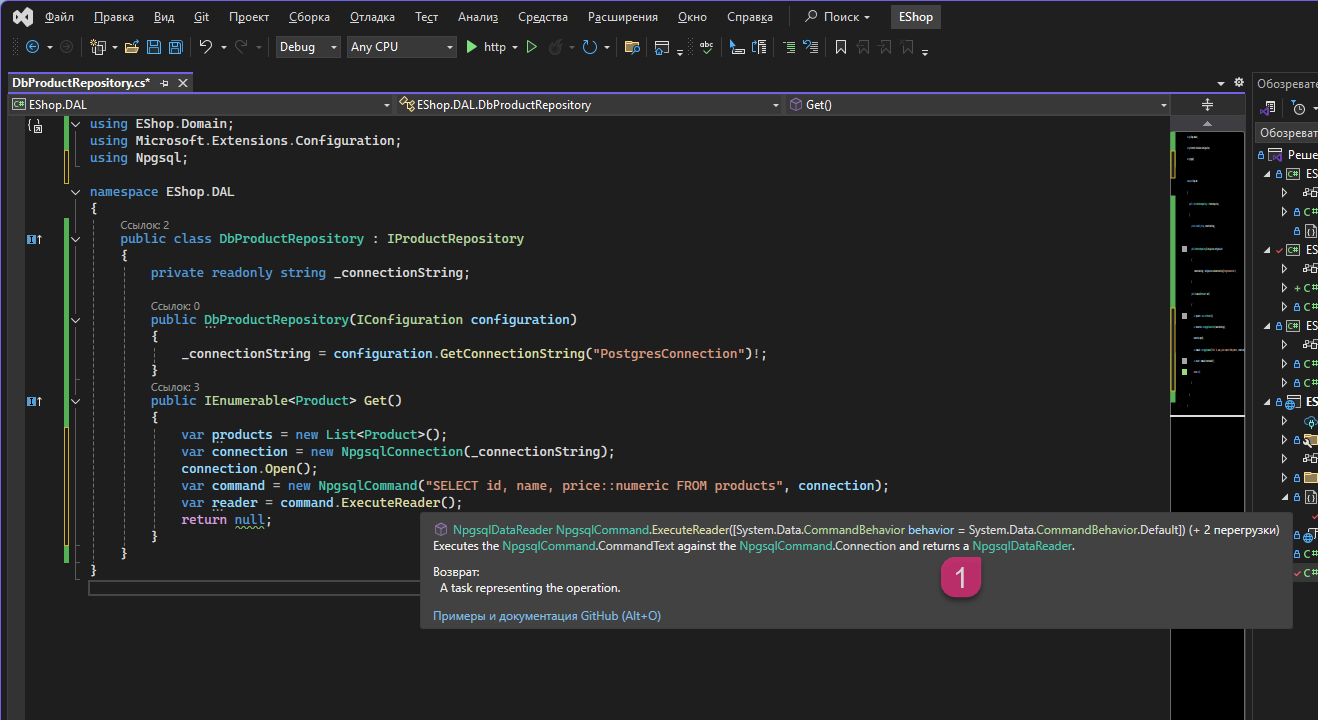 Файл Правка Вид Git Проект Сборка Отладка Тест Анализ Средства Расширения Окно Справка Поиск EShop
Debug Any CPU http abc
DbProductRepository.cs*
Обозревате
C# EShop.DAL EShop.DAL.DbProductRepository Get()
Обозреват
Реше
using EShop.Domain;
using Microsoft.Extensions.Configuration;
using Npgsql;
namespace EShop.DAL
{
Ссылок: 2
public class DbProductRepository : IProductRepository
{
private readonly string _connectionString;
Ссылок: 0
public DbProductRepository(IConfiguration configuration)
{
_connectionString = configuration.GetConnectionString("PostgresConnection")!;
}
Ссылок: 3
public IEnumerable<Product> Get()
{
var products = new List<Product>();
var connection = new NpgsqlConnection(_connectionString);
connection.Open();
var command = new NpgsqlCommand("SELECT id, name, price::numeric FROM products", connection);
var reader = command.ExecuteReader();
return null;
}
}
}
NpgsqlDataReader NpgsqlCommand.ExecuteReader([System.Data.CommandBehavior behavior = System.Data.CommandBehavior.Default]) (+ 2 перегрузки)
Executes the NpgsqlCommand.CommandText against the NpgsqlCommand.Connection and returns a NpgsqlDataReader.
Возврат:
A task representing the operation.
Примеры и документация GitHub (Alt+O)
1
C# ES
C#
C# ES
C#
C#
C# ES
C#
C#
ES
C#
C#